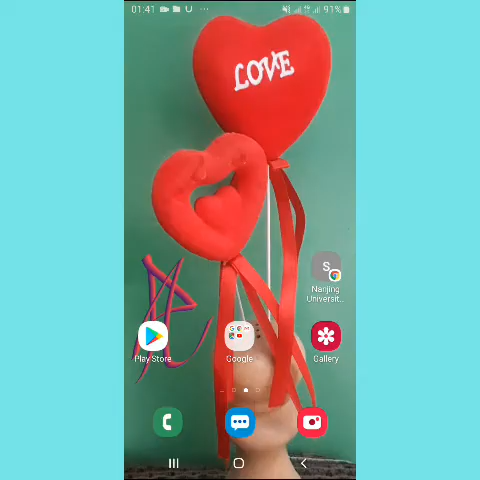 01:41
91%
LOVE
S
Nanjing
Universit...
Play Store
Google
Gallery